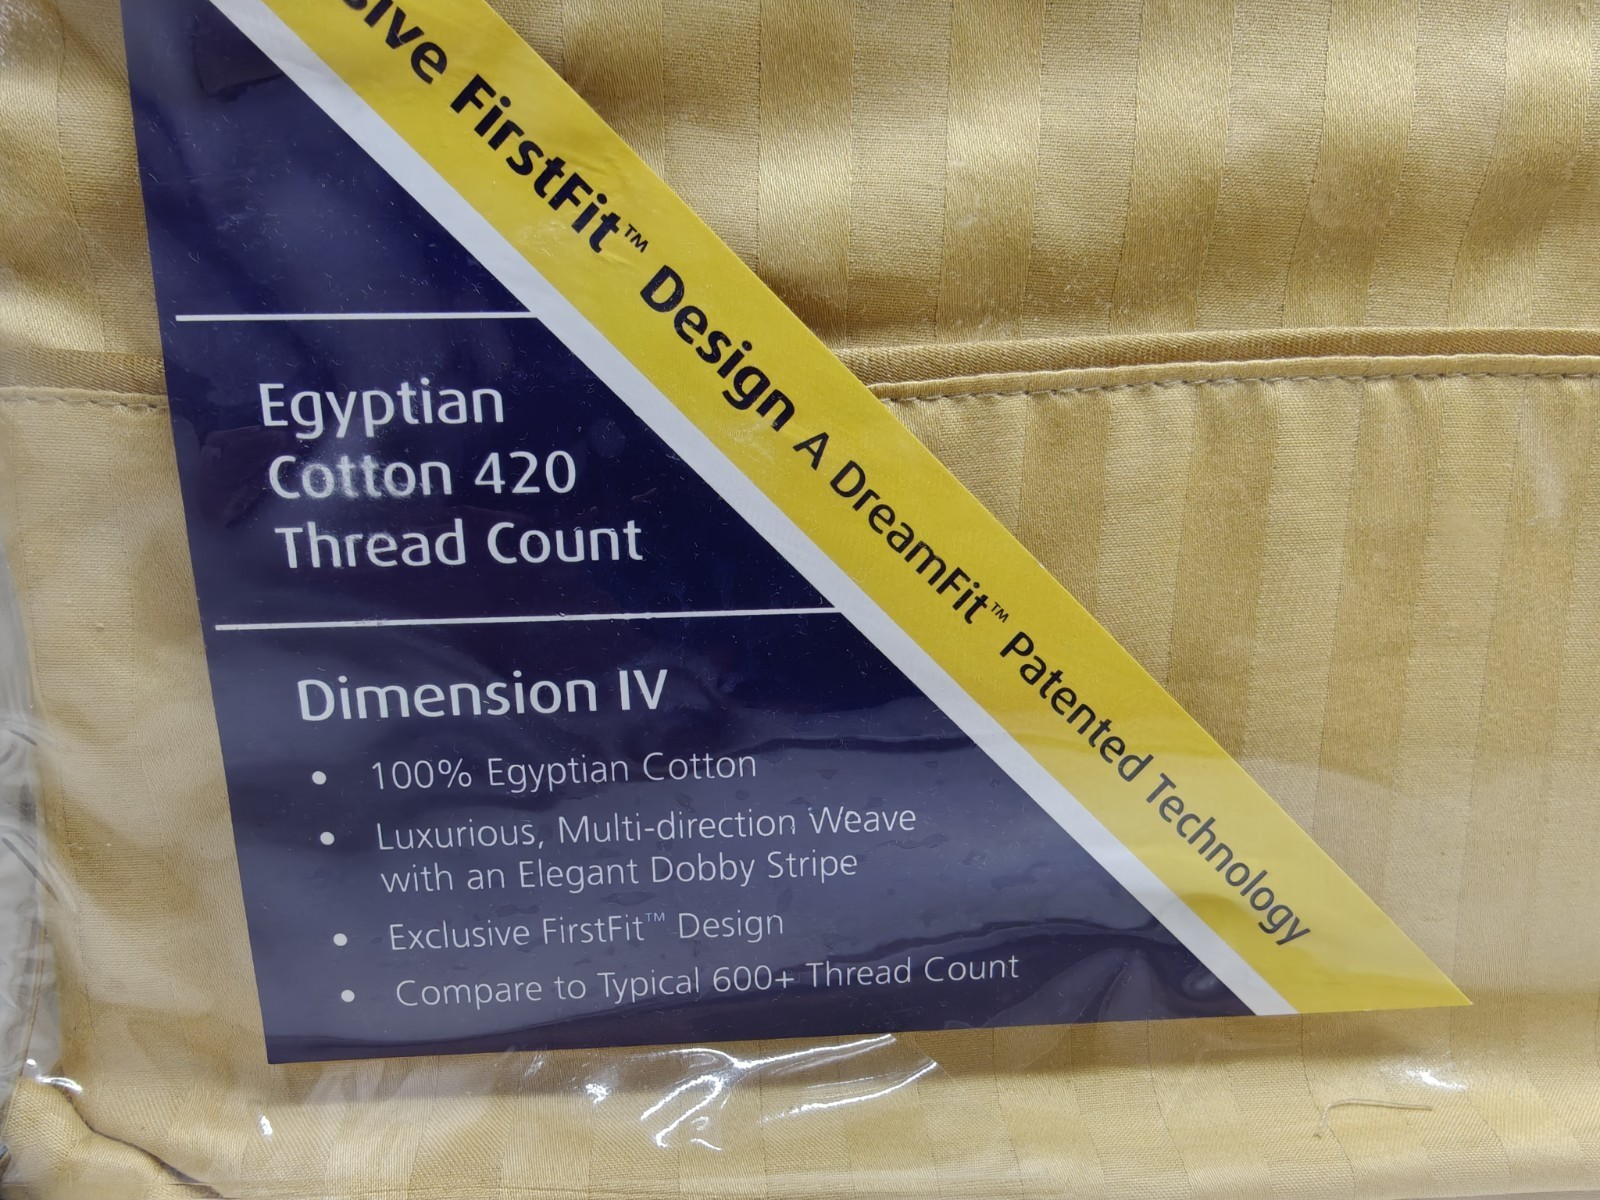 FirstFit™ Design A DreamFit™ Patented Technology
Egyptian
Cotton 420
Thread Count
Dimension IV
• 100% Egyptian Cotton
• Luxurious, Multi-direction Weave
with an Elegant Dobby Stripe
• Exclusive FirstFit™ Design
• Compare to Typical 600+ Thread Count